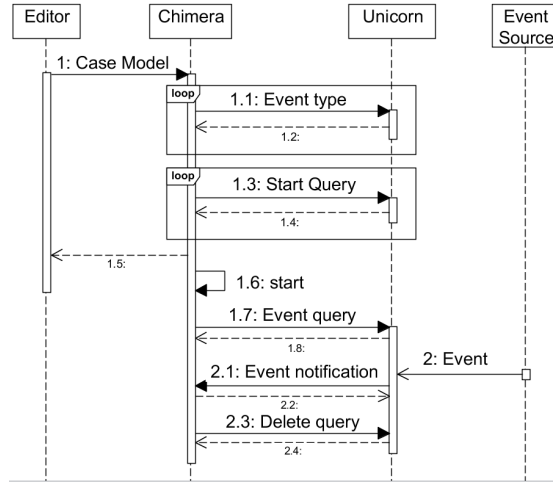 Editor
Chimera
Unicorn
Event
Source
1: Case Model
loop
1.1: Event type
1.2:
loop
1.3: Start Query
1.4:
1.5:
1.6: start
1.7: Event query
1.8:
2: Event
2.1: Event notification
2.2:
2.3: Delete query
2.4: